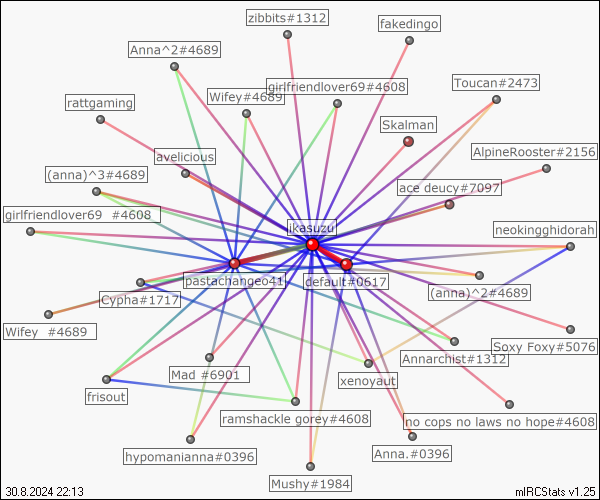 zibbits#1312
fakedingo
Anna^2#4689
Toucan#2473
girlfriendlover69#4608
Wifey#4689
rattgaming
Skalman
AlpineRooster#2156
avelicious
(anna)^3#4689
ace deucy#7097
girlfriendlover69 #4608
ikasuzu
neokingghidorah
pastachangeo41
default#0617
(anna)^2#4689
Cypha#1717
Wifey #4689
Soxy Foxy#5076
Annarchist#1312
Mad #6901
xenoyaut
frisout
ramshackle gorey#4608
no cops no laws no hope#4608
hypomanianna#0396
Anna.#0396
Mushy#1984
30.8.2024 22:13
mIRCStats v1.25